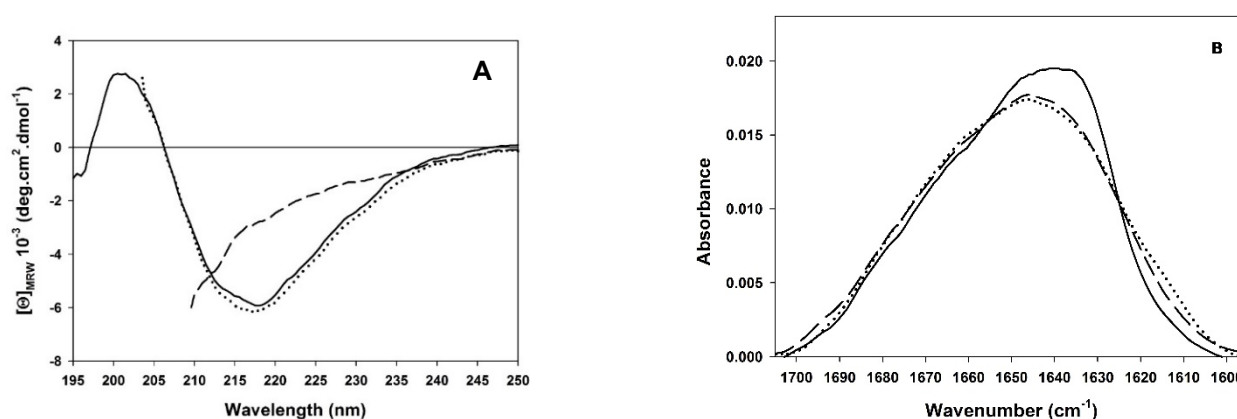 A
4
2
0
-2
-4
-6
-8
[Θ]MRW 10⁻³ (deg.cm².dmol⁻¹)
195 200 205 210 215 220 225 230 235 240 245 250
Wavelength (nm)
B
0.020
0.015
0.010
0.005
0.000
Absorbance
1700 1690 1680 1670 1660 1650 1640 1630 1620 1610
Wavenumber (cm⁻¹)